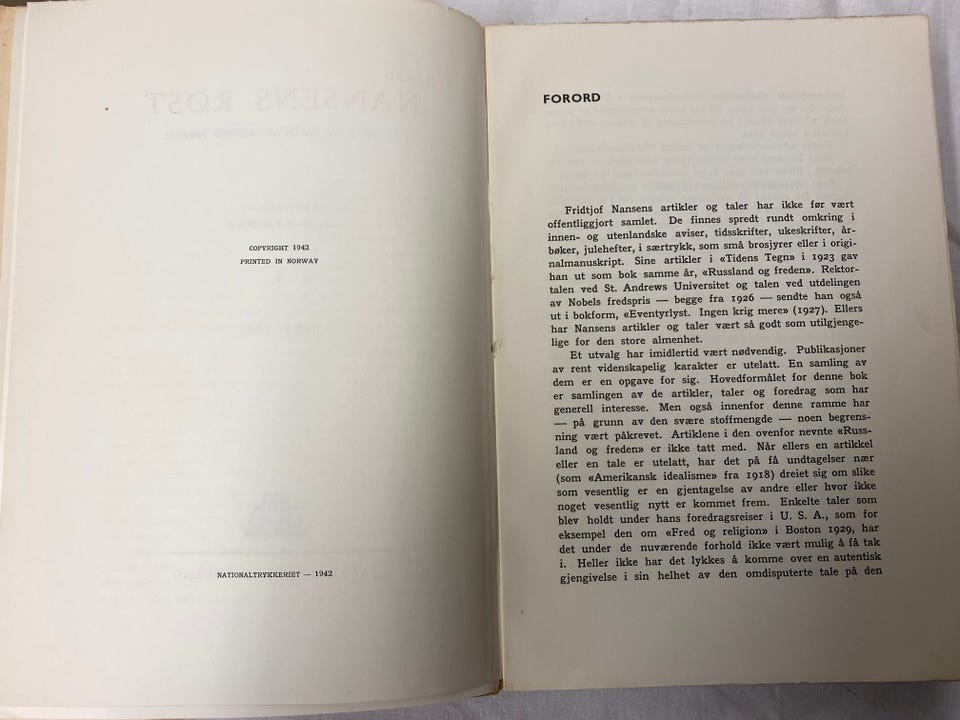 COPYRIGHT 1942
PRINTED IN NORWAY
NATIONALTRYKKERIET — 1942
FORORD
Fridtjof Nansens artikler og taler har ikke før vært
offentliggjort samlet. De finnes spredt rundt omkring i
innen- og utenlandske aviser, tidsskrifter, ukeskrifter, år-
bøker, julehefter, i særtrykk, som små brosjyrer eller i origi-
nalmanuskript. Sine artikler i «Tidens Tegn» i 1923 gav
han ut som bok samme år, «Russland og freden». Rektor-
talen ved St. Andrews Universitet og talen ved utdelingen
av Nobels fredspris — begge fra 1926 — sendte han også
ut i bokform, «Eventyrlyst. Ingen krig mere» (1927). Ellers
har Nansens artikler og taler vært så godt som utilgjenge-
lige for den store almenhet.
Et utvalg har imidlertid vært nødvendig. Publikasjoner
av rent videnskapelig karakter er utelatt. En samling av
dem er en opgave for sig. Hovedformålet for denne bok
er samlingen av de artikler, taler og foredrag som har
generell interesse. Men også innenfor denne ramme har
— på grunn av den svære stoffmengde — noen begrens-
ning vært påkrevet. Artiklene i den ovenfor nevnte «Russ-
land og freden» er ikke tatt med. Når ellers en artikkel
eller en tale er utelatt, har det på få undtagelser nær
(som «Amerikansk idealisme» fra 1918) dreiet sig om slike
som vesentlig er en gjentagelse av andre eller hvor ikke
noget vesentlig nytt er kommet frem. Enkelte taler som
blev holdt under hans foredragsreiser i U. S. A., som for
eksempel den om «Fred og religion» i Boston 1929, har
det under de nuværende forhold ikke vært mulig å få tak
i. Heller ikke har det lykkes å komme over en autentisk
gjengivelse i sin helhet av den omdisputerte tale på den